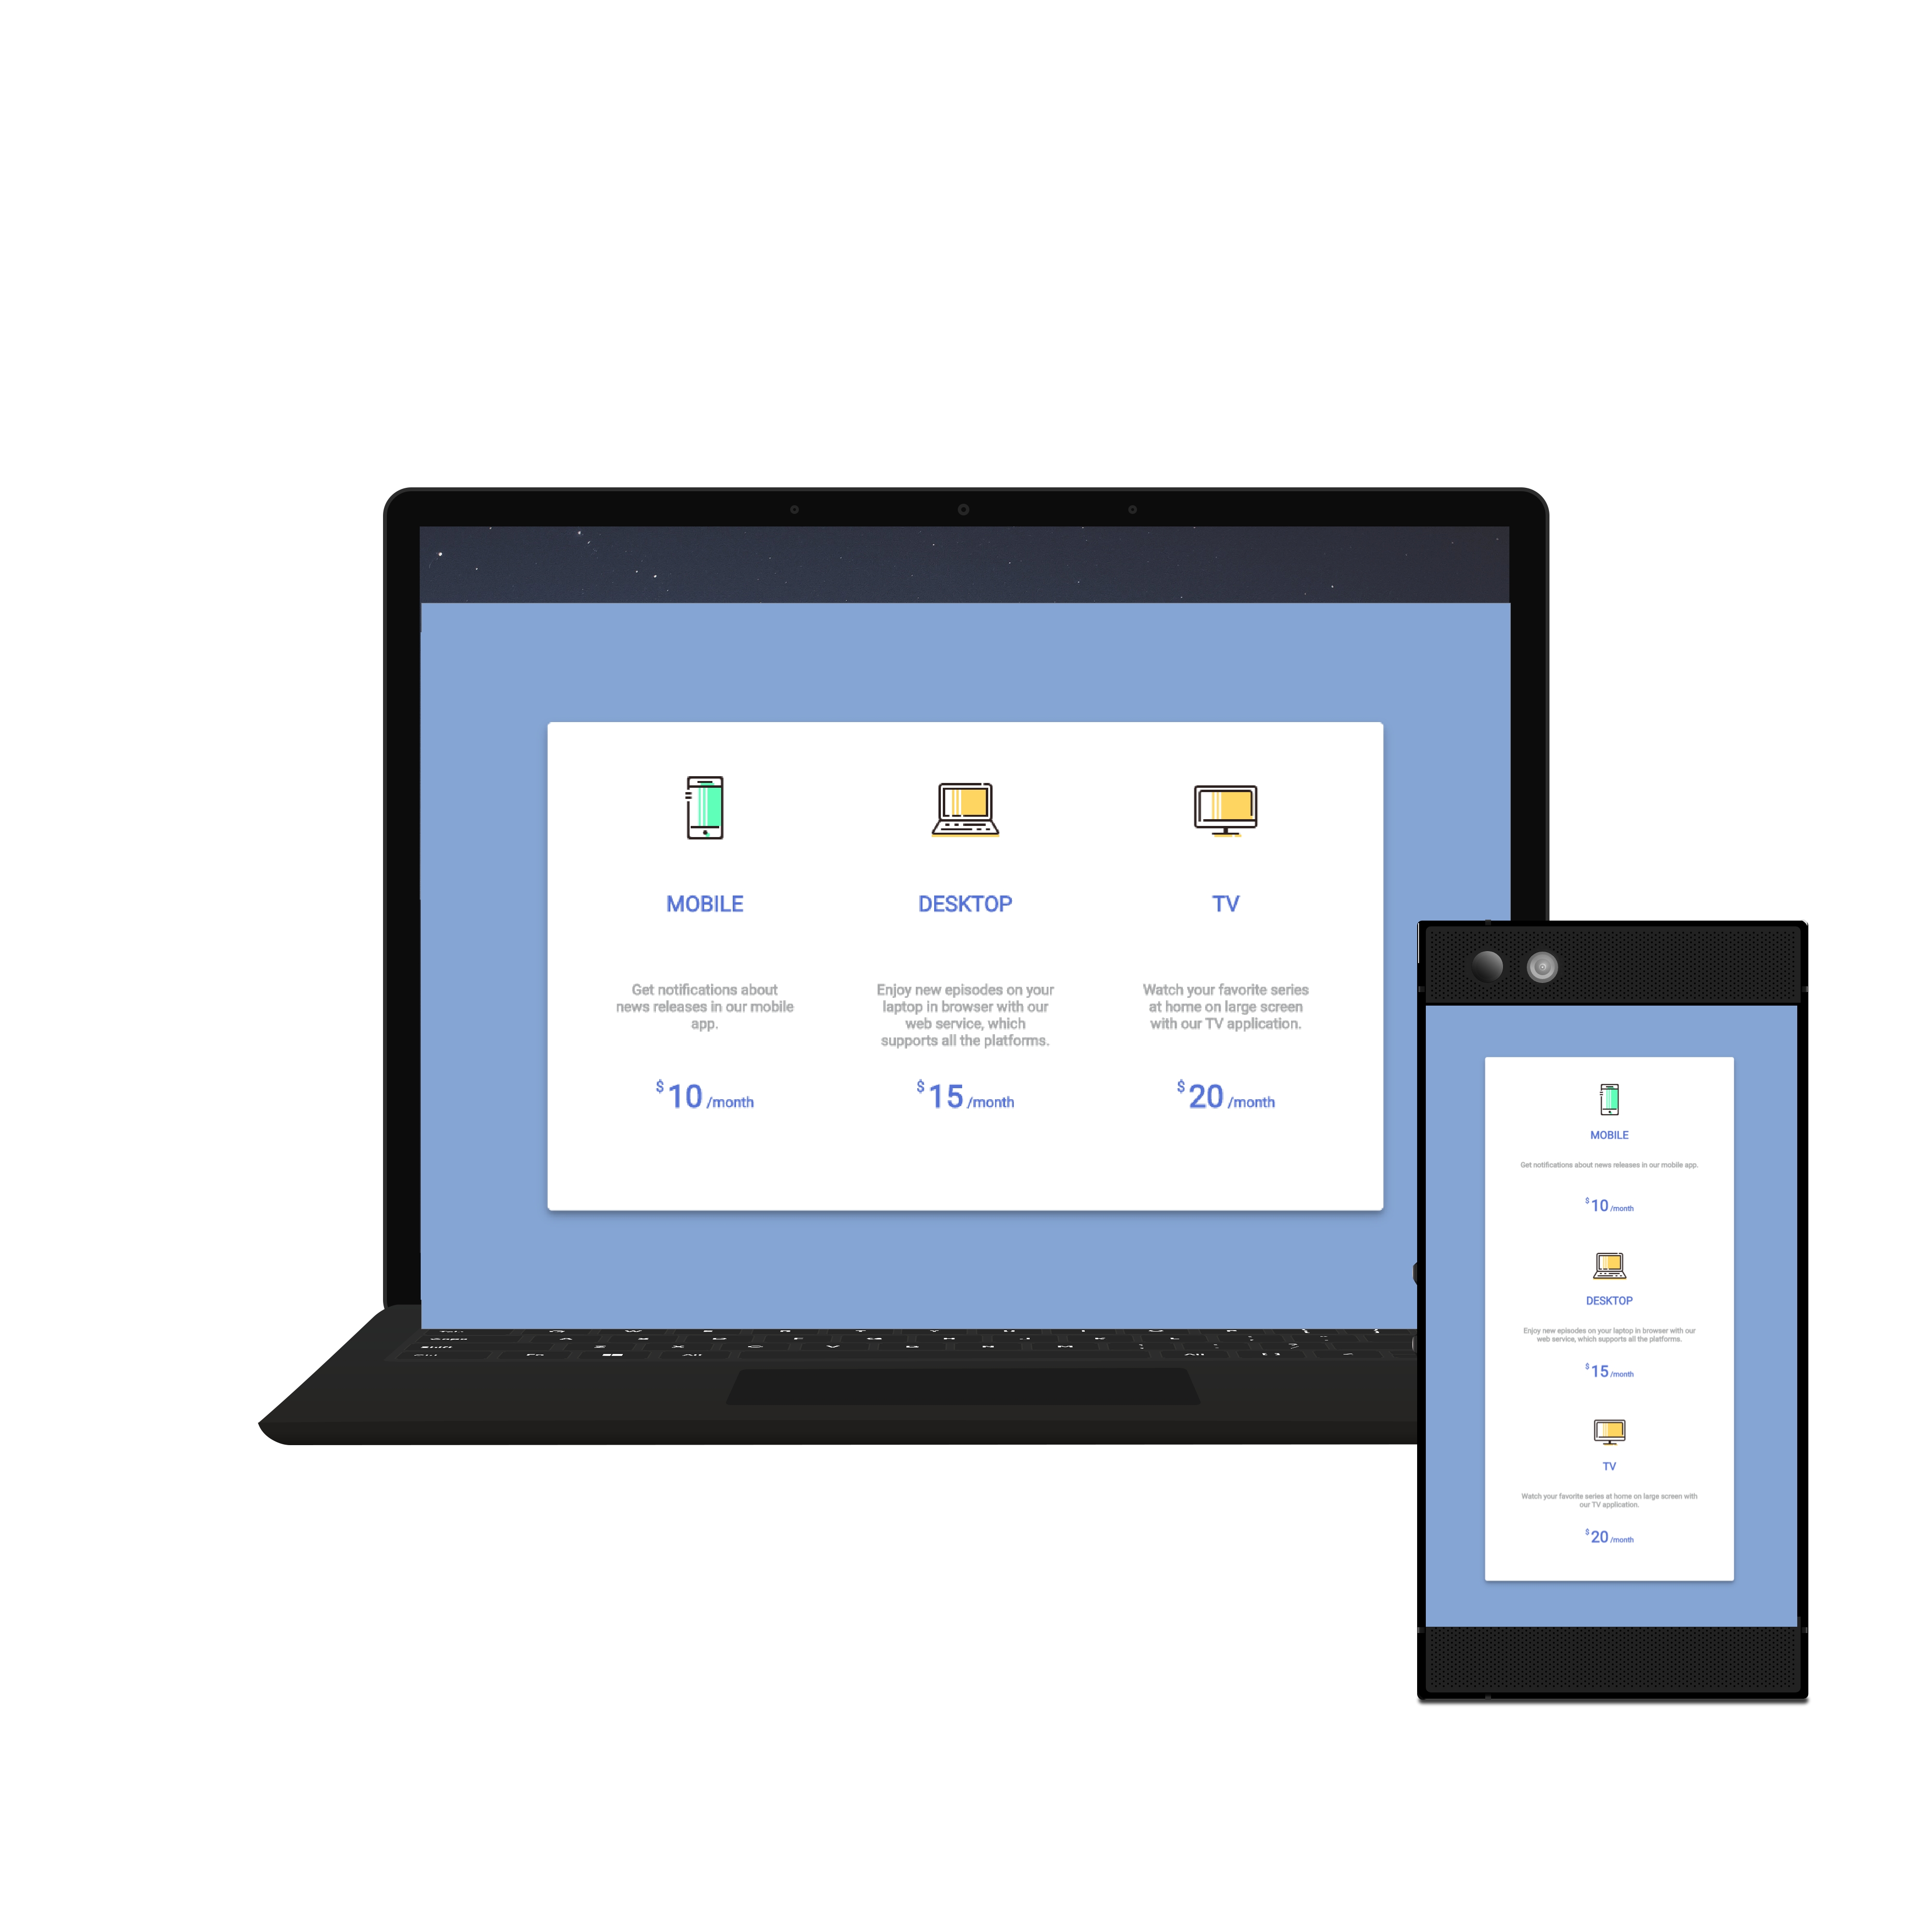 MOBILE
Get notifications about
news releases in our mobile
app.
$ 10 /month
DESKTOP
Enjoy new episodes on your
laptop in browser with our
web service, which
supports all the platforms.
$ 15 /month
TV
Watch your favorite series
at home on large screen
with our TV application.
$ 20 /month
MOBILE
Get notifications about news releases in our mobile app.
$ 10 /month
DESKTOP
Enjoy new episodes on your laptop in browser with our
web service, which supports all the platforms.
$ 15 /month
TV
Watch your favorite series at home on large screen with
our TV application.
$ 20 /month